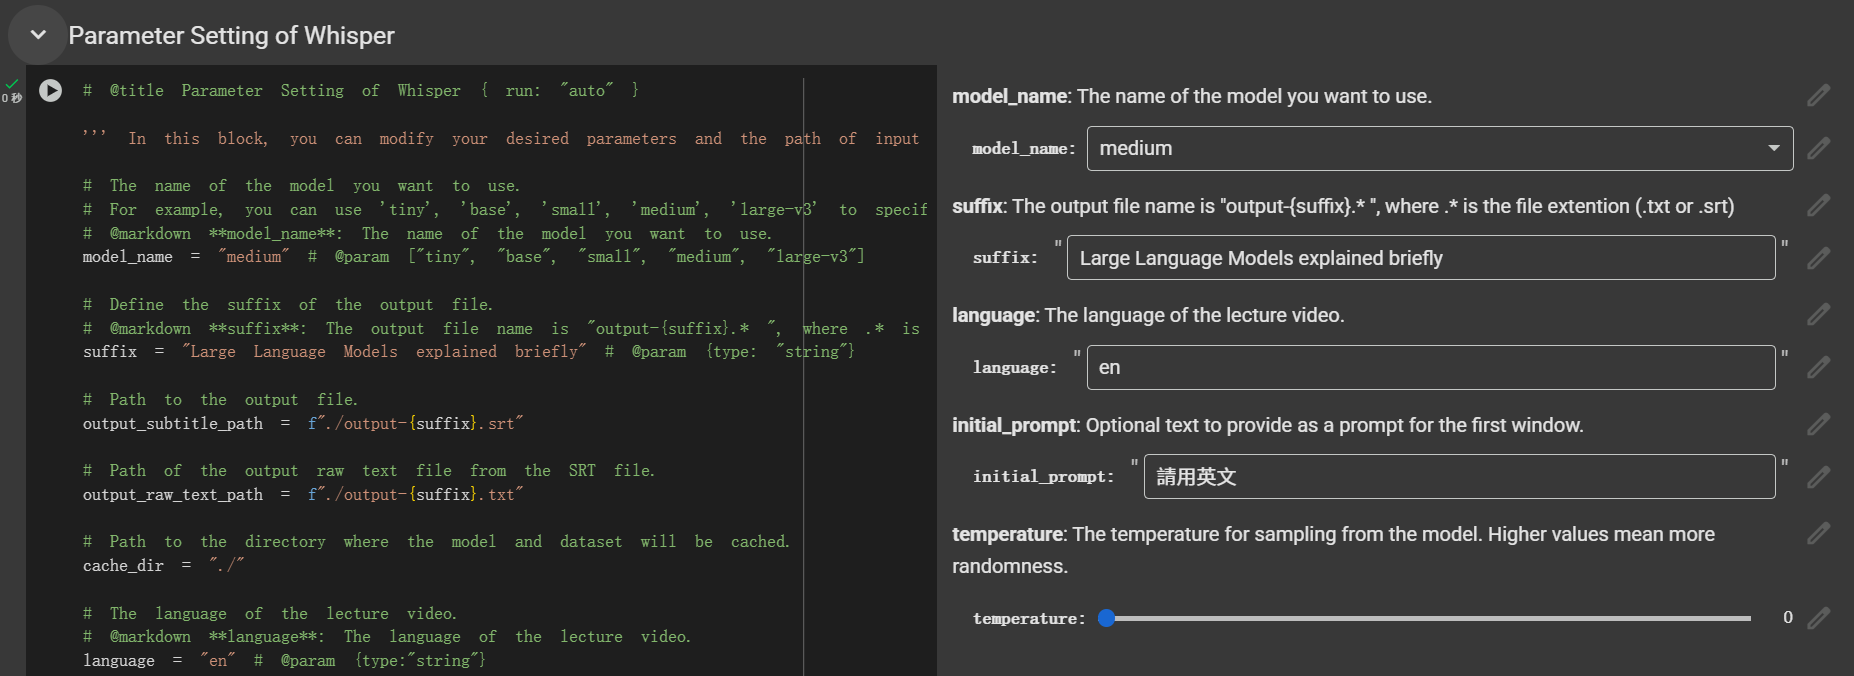 Parameter Setting of Whisper
0 秒
# @title Parameter Setting of Whisper { run: "auto" }
''' In this block, you can modify your desired parameters and the path of input
# The name of the model you want to use.
# For example, you can use 'tiny', 'base', 'small', 'medium', 'large-v3' to specif
# @markdown **model_name**: The name of the model you want to use.
model_name = "medium" # @param ["tiny", "base", "small", "medium", "large-v3"]
# Define the suffix of the output file.
# @markdown **suffix**: The output file name is "output-{suffix}.* ", where .* is
suffix = "Large Language Models explained briefly" # @param {type: "string"}
# Path to the output file.
output_subtitle_path = f"./output-{suffix}.srt"
# Path of the output raw text file from the SRT file.
output_raw_text_path = f"./output-{suffix}.txt"
# Path to the directory where the model and dataset will be cached.
cache_dir = "./"
# The language of the lecture video.
# @markdown **language**: The language of the lecture video.
language = "en" # @param {type:"string"}
model_name: The name of the model you want to use.
model_name: medium
suffix: The output file name is "output-{suffix}.* ", where .* is the file extention (.txt or .srt)
suffix: " Large Language Models explained briefly "
language: The language of the lecture video.
language: " en "
initial_prompt: Optional text to provide as a prompt for the first window.
initial_prompt: " 請用英文 "
temperature: The temperature for sampling from the model. Higher values mean more
randomness.
temperature: 0